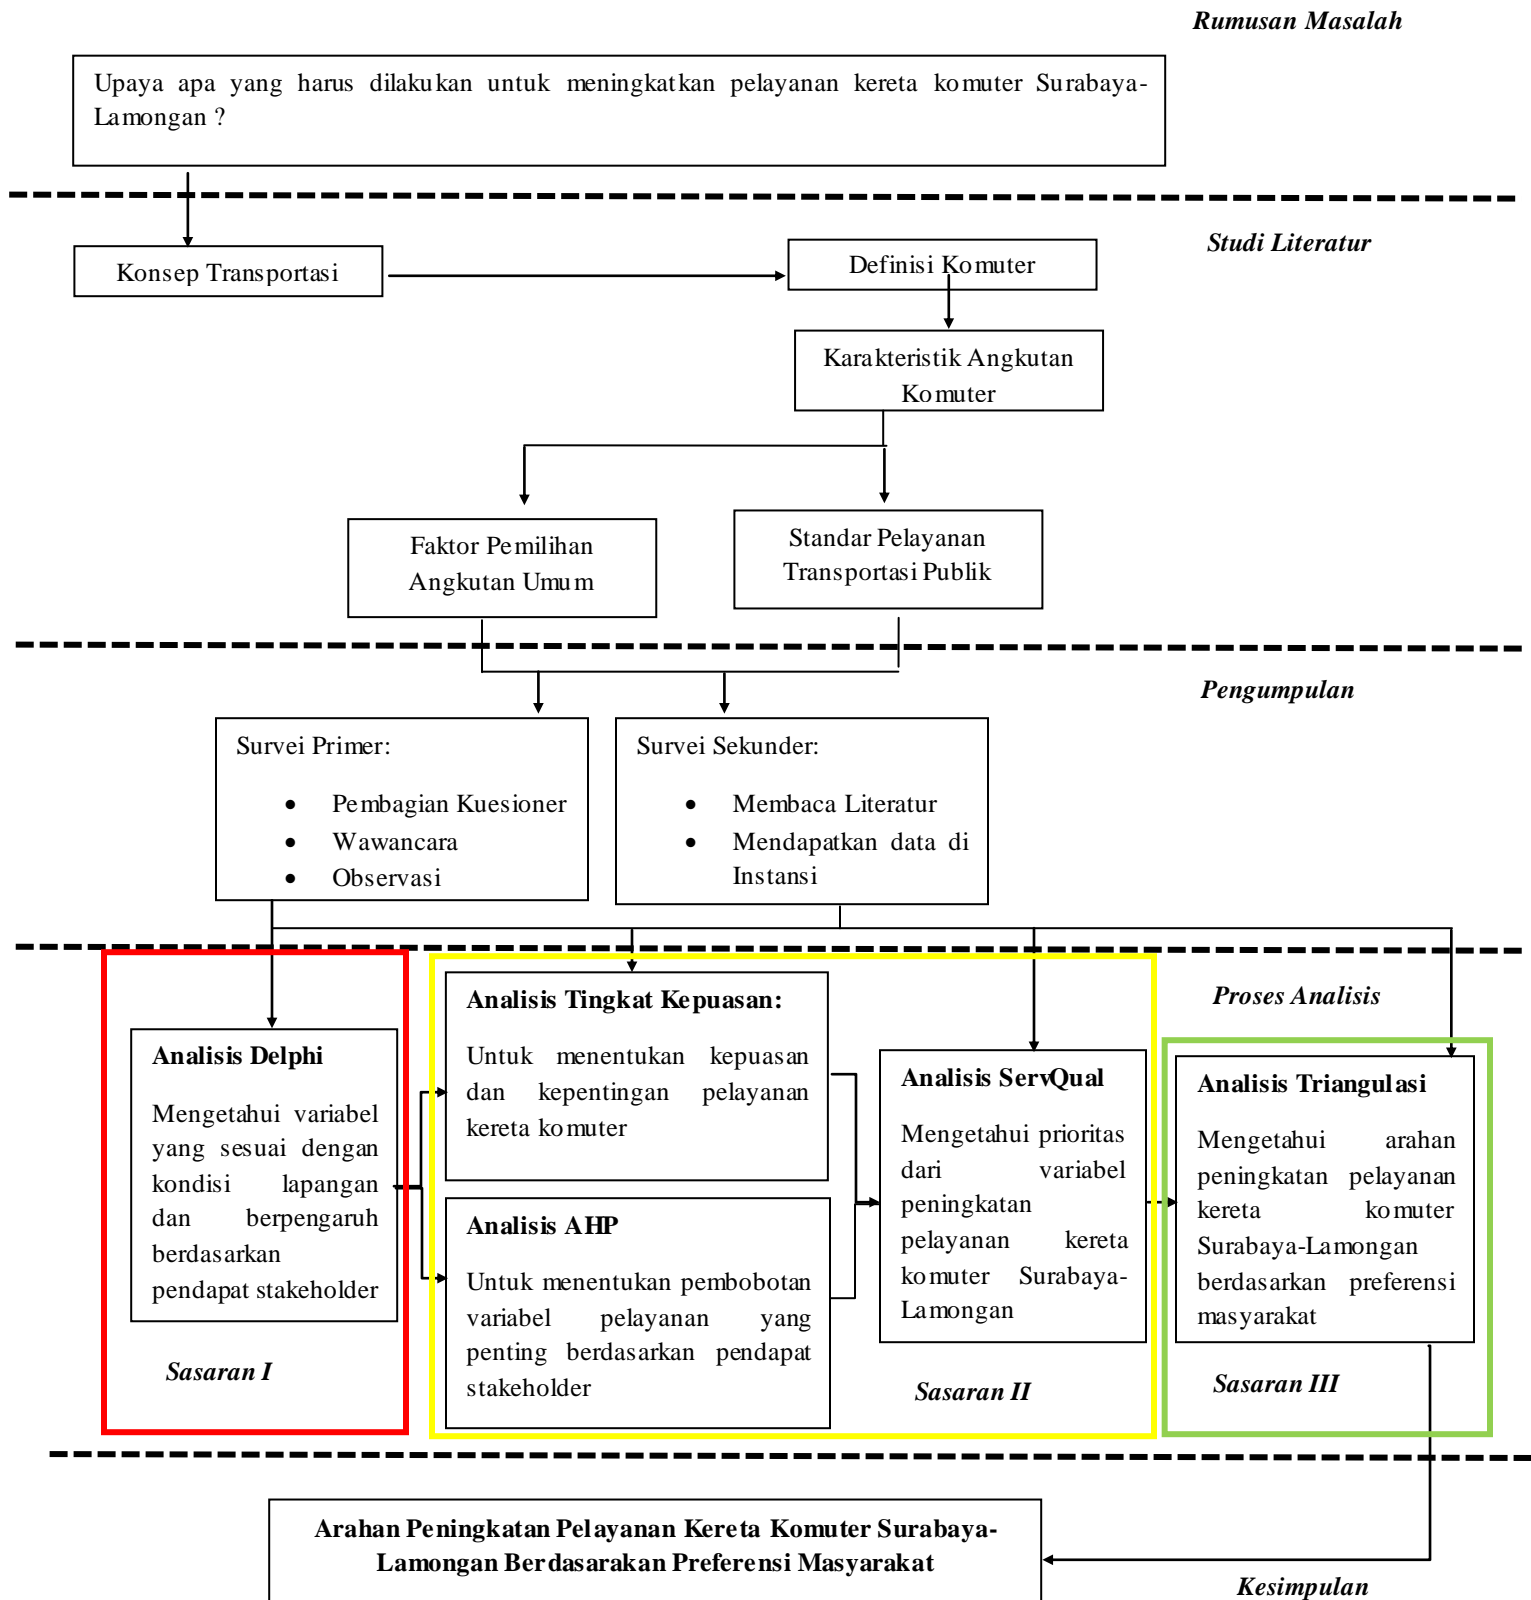 Rumusan Masalah
Upaya apa yang harus dilakukan untuk meningkatkan pelayanan kereta komuter Surabaya-
Lamongan ?
Studi Literatur
Konsep Transportasi
Definisi Komuter
Karakteristik Angkutan
Komuter
Faktor Pemilihan
Angkutan Umum
Standar Pelayanan
Transportasi Publik
Pengumpulan
Survei Primer:
• Pembagian Kuesioner
• Wawancara
• Observasi
Survei Sekunder:
• Membaca Literatur
• Mendapatkan data di
Instansi
Proses Analisis
Analisis Delphi
Mengetahui variabel
yang sesuai dengan
kondisi lapangan
dan berpengaruh
berdasarkan
pendapat stakeholder
Sasaran I
Analisis Tingkat Kepuasan:
Untuk menentukan kepuasan
dan kepentingan pelayanan
kereta komuter
Analisis AHP
Untuk menentukan pembobotan
variabel pelayanan yang
penting berdasarkan pendapat
stakeholder
Analisis ServQual
Mengetahui prioritas
dari variabel
peningkatan
pelayanan kereta
komuter Surabaya-
Lamongan
Sasaran II
Analisis Triangulasi
Mengetahui arahan
peningkatan pelayanan
kereta komuter
Surabaya-Lamongan
berdasarkan preferensi
masyarakat
Sasaran III
Arahan Peningkatan Pelayanan Kereta Komuter Surabaya-
Lamongan Berdasarakan Preferensi Masyarakat
Kesimpulan